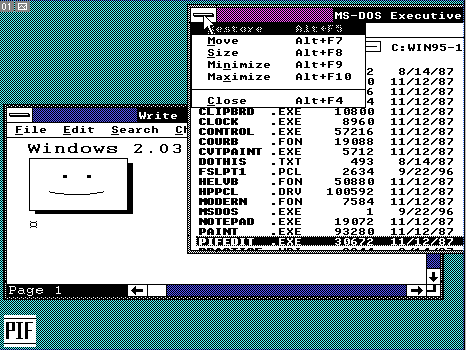 MS-DOS Executive
Restore Alt+F5
Move Alt+F7
Size Alt+F8
Minimize Alt+F9
Maximize Alt+F10
Close Alt+F4
C:WIN95-1
2 8/14/87
0 11/12/87
6 11/12/87
2 11/12/87
4 11/12/87
CLIPBRD .EXE 10800 11/12/87
CLOCK .EXE 8960 11/12/87
CONTROL .EXE 57216 11/12/87
COURB .FON 19088 11/12/87
CVTPAINT .EXE 5712 11/12/87
DOTHIS .TXT 493 8/14/87
FSLPT1 .PCL 2634 9/22/96
HELVB .FON 50880 11/12/87
HPPCL .DRV 100592 11/12/87
MODERN .FON 7584 11/12/87
MSDOS .EXE 1 9/22/96
NOTEPAD .EXE 19072 11/12/87
PAINT .EXE 93280 11/12/87
PIFEDIT .EXE 30672 11/12/87
Write
File Edit Search
Windows 2.03
Page 1
PIF